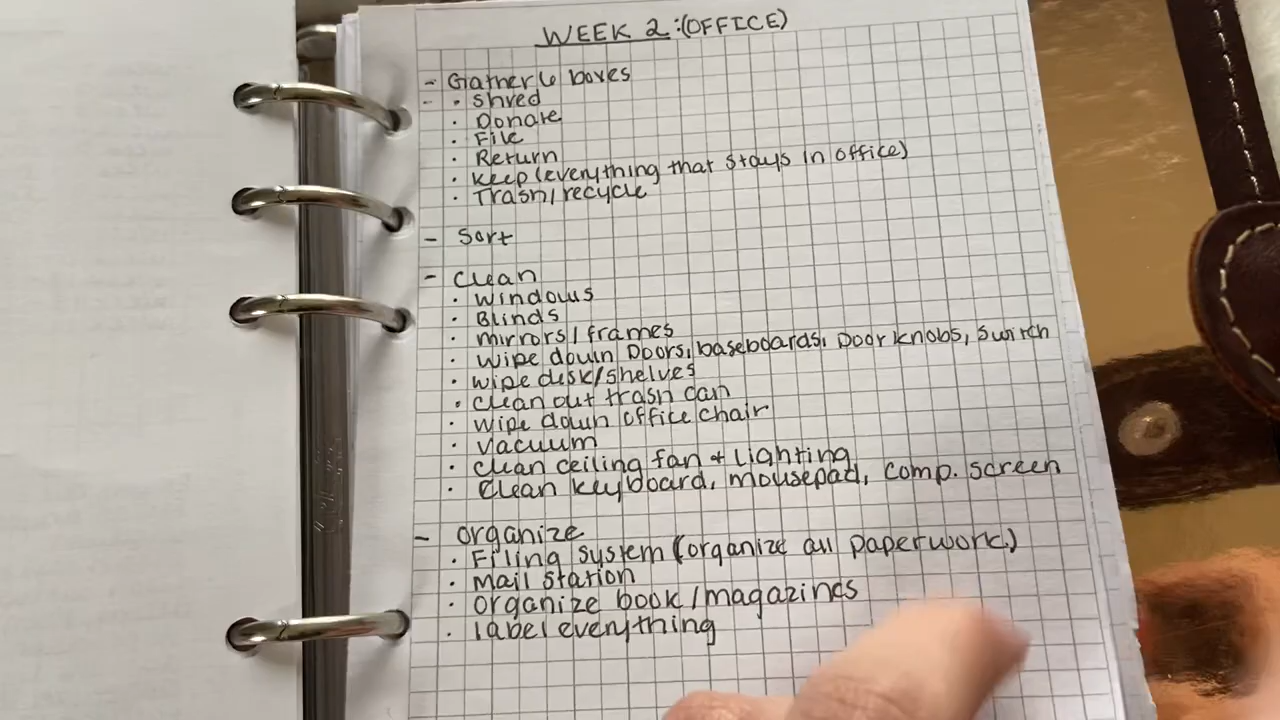 WEEK 2:(OFFICE)
- Gather 6 boxes
- · Shred
· Donate
· File
· Return
· Keep (everything that stays in office)
· Trash/recycle
- Sort
- Clean
· Windows
· Blinds
· mirrors/frames
· wipe down Doors, baseboards, Door knobs, Switch
· wipe desk/shelves
· clean out trash can
· wipe down office chair
· vacuum
· clean ceiling fan + Lighting
· Clean keyboard, mousepad, comp. screen
- organize
· Filing system (organize all paperwork)
· Mail station
· organize book/magazines
· label everything